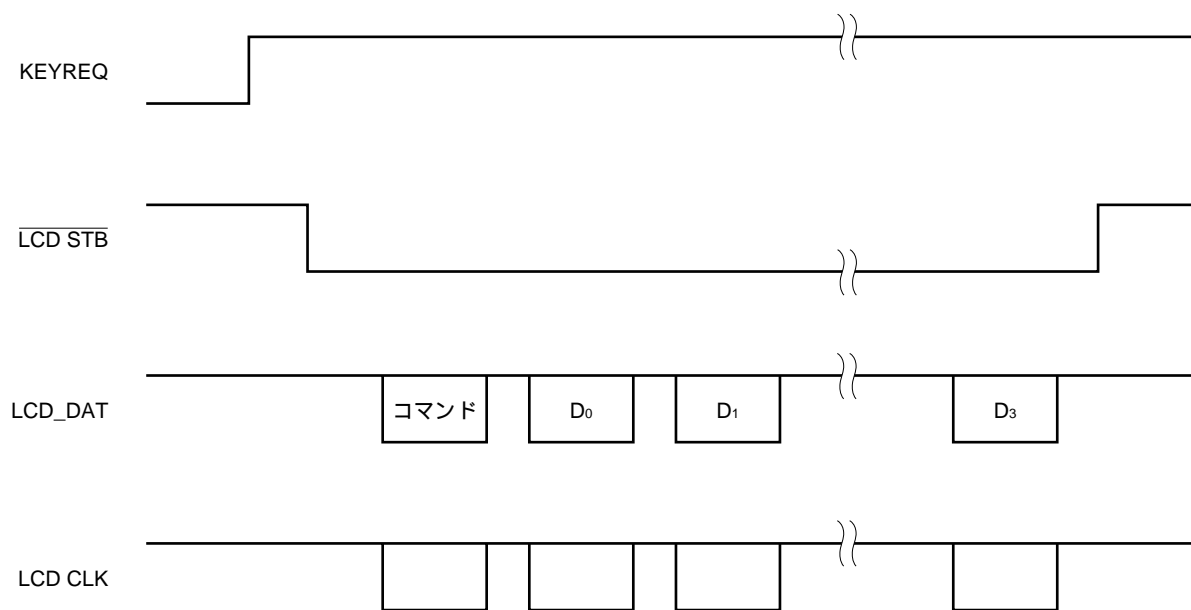 KEYREQ
LCD STB
LCD_DAT
コマンド
D0
D1
D3
LCD CLK